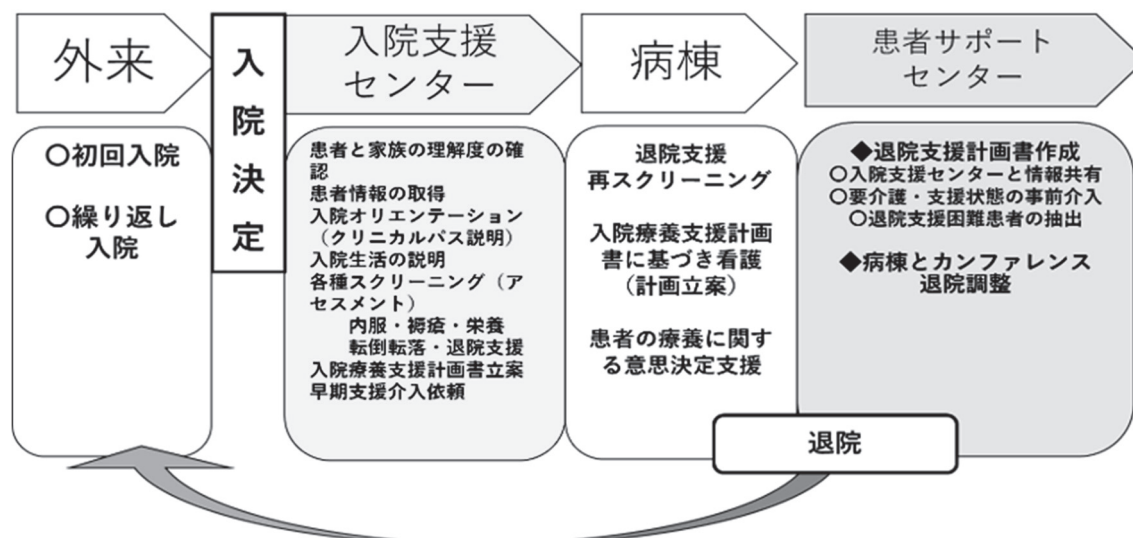 外来
入院決定
入院支援
センター
病棟
患者サポート
センター
○初回入院
○繰り返し
入院
患者と家族の理解度の確
認
患者情報の取得
入院オリエンテーション
（クリニカルパス説明）
入院生活の説明
各種スクリーニング（ア
セスメント）
内服・褥瘡・栄養
転倒転落・退院支援
入院療養支援計画書立案
早期支援介入依頼
退院支援
再スクリーニング
入院療養支援計画
書に基づき看護
（計画立案）
患者の療養に関す
る意思決定支援
◆退院支援計画書作成
○入院支援センターと情報共有
○要介護・支援状態の事前介入
○退院支援困難患者の抽出
◆病棟とカンファレンス
退院調整
退院